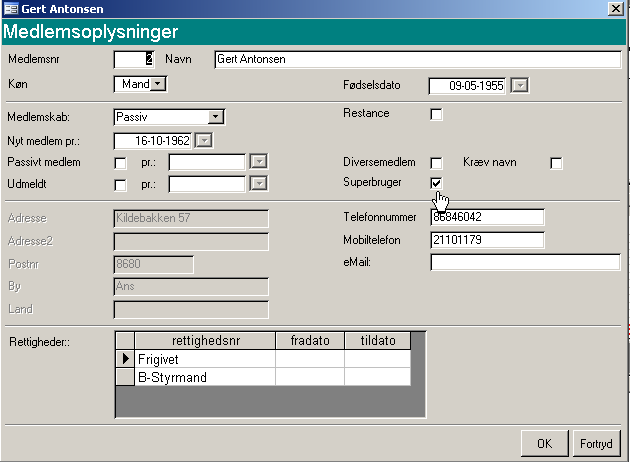 Gert Antonsen
Medlemsoplysninger
Medlemsnr 2 Navn Gert Antonsen
Køn Mand Fødselsdato 09-05-1955
Medlemskab: Passiv Restance
Nyt medlem pr.: 16-10-1962
Passivt medlem pr.: Diversemedlem Kræv navn
Udmeldt pr.: Superbruger
Adresse Kildebakken 57 Telefonnummer 86846042
Adresse2 Mobiltelefon 21101179
Postnr 8680 eMail:
By Ans
Land
Rettigheder:: rettighedsnr fradato tildato
Frigivet
B-Styrmand
OK Fortryd